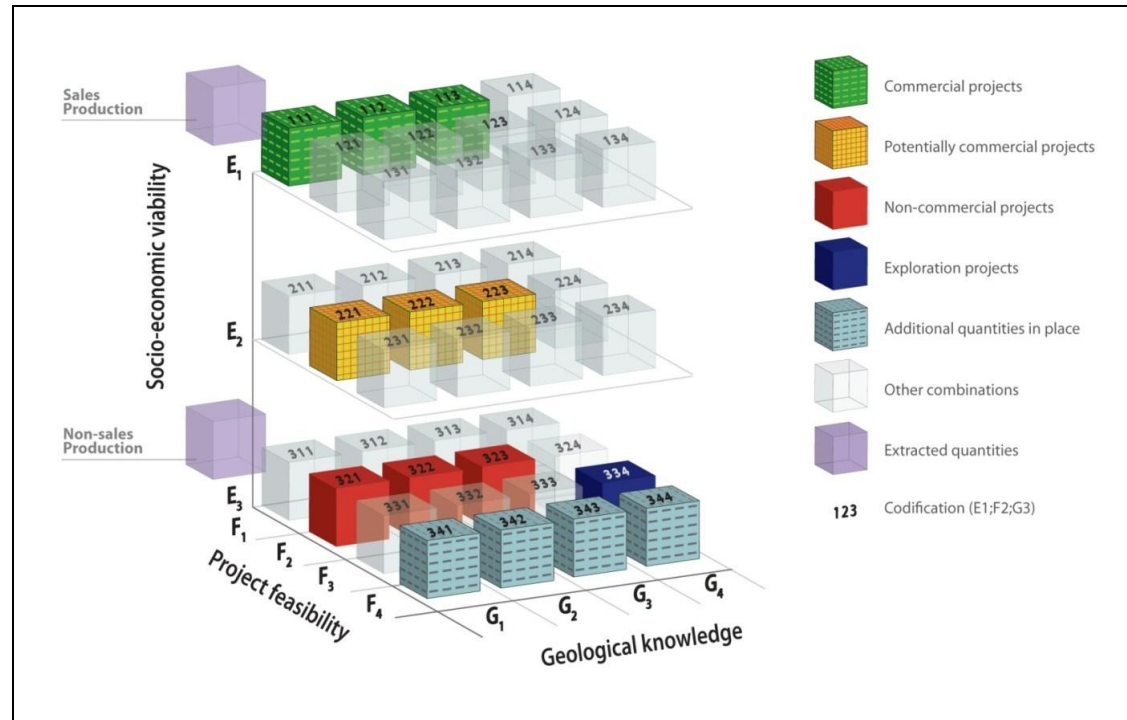 Sales
Production
Socio-economic viability
E1
111
112
113
114
121
122
123
124
131
132
133
134
E2
211
212
213
214
221
222
223
224
231
232
233
234
Non-sales
Production
E3
311
312
313
314
321
322
323
324
331
332
333
334
341
342
343
344
F1
F2
F3
F4
Project feasibility
G1
G2
G3
G4
Geological knowledge
Commercial projects
Potentially commercial projects
Non-commercial projects
Exploration projects
Additional quantities in place
Other combinations
Extracted quantities
123 Codification (E1;F2;G3)